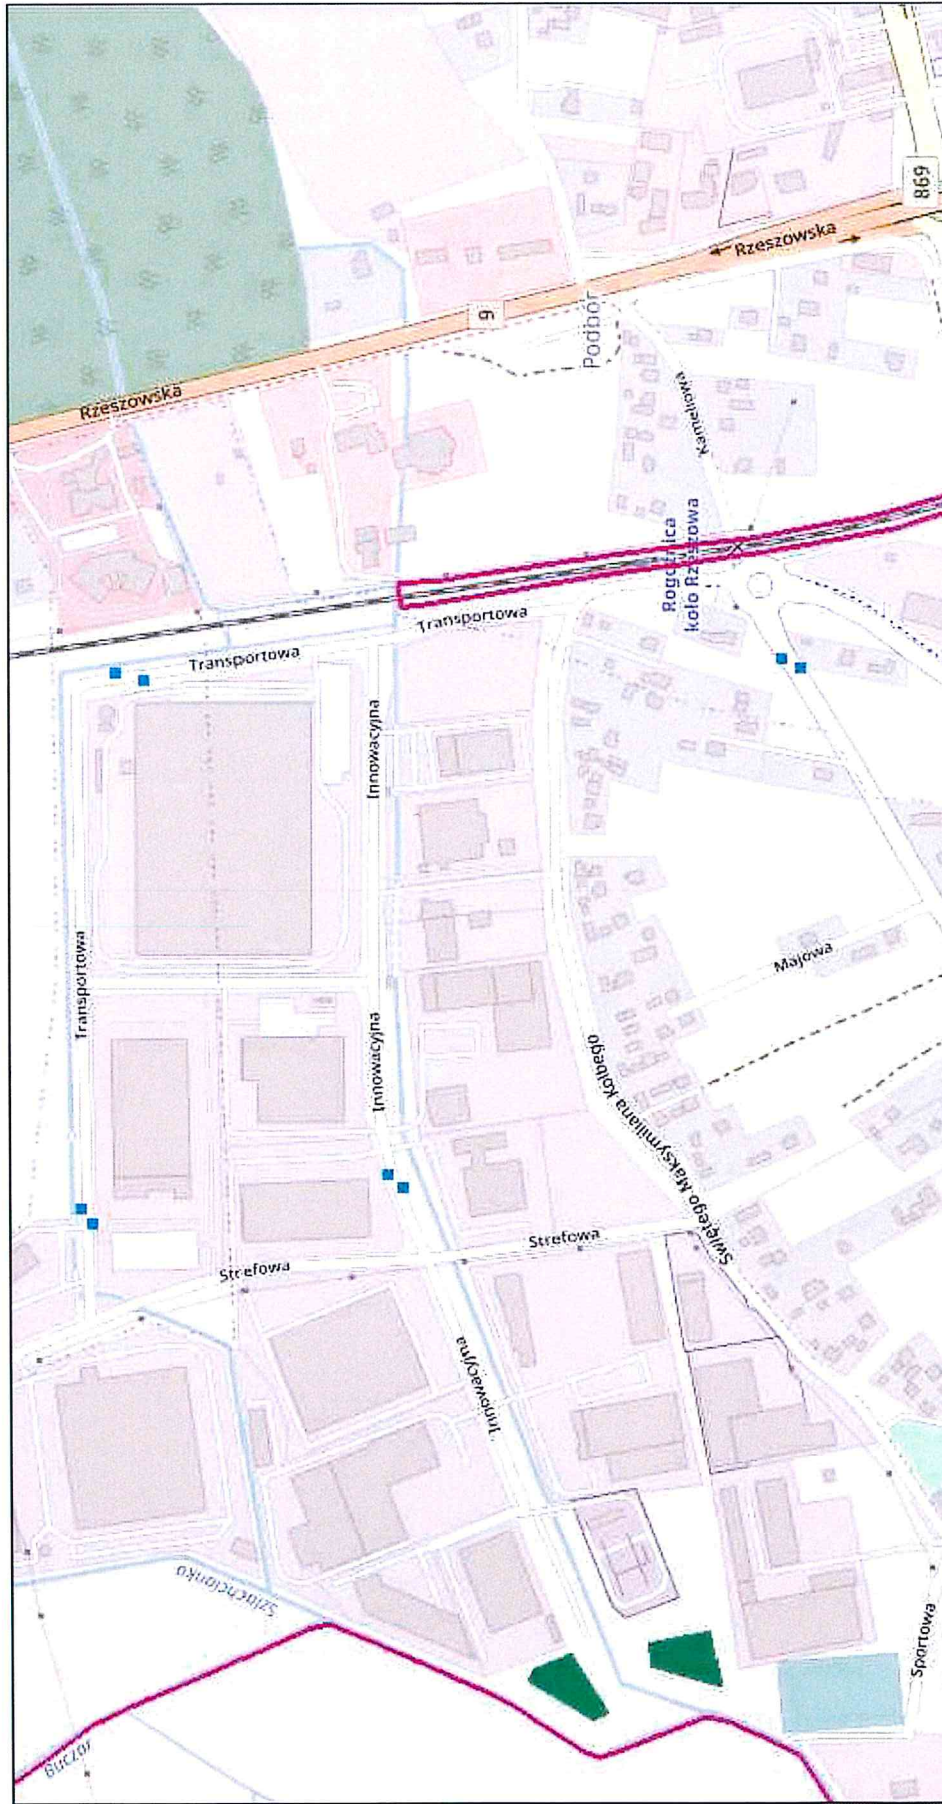 Rzeszowska
9
Podbór
Rzeszowska
869
Kameliowa
Rogoźnica
koło Rzeszowa
Transportowa
Transportowa
Innowacyjna
Transportowa
Innowacyjna
Majowa
Świętego Maksymiliana Kolbego
Strefowa
Strefowa
Innowacyjna
Szlachcianka
Sportowa